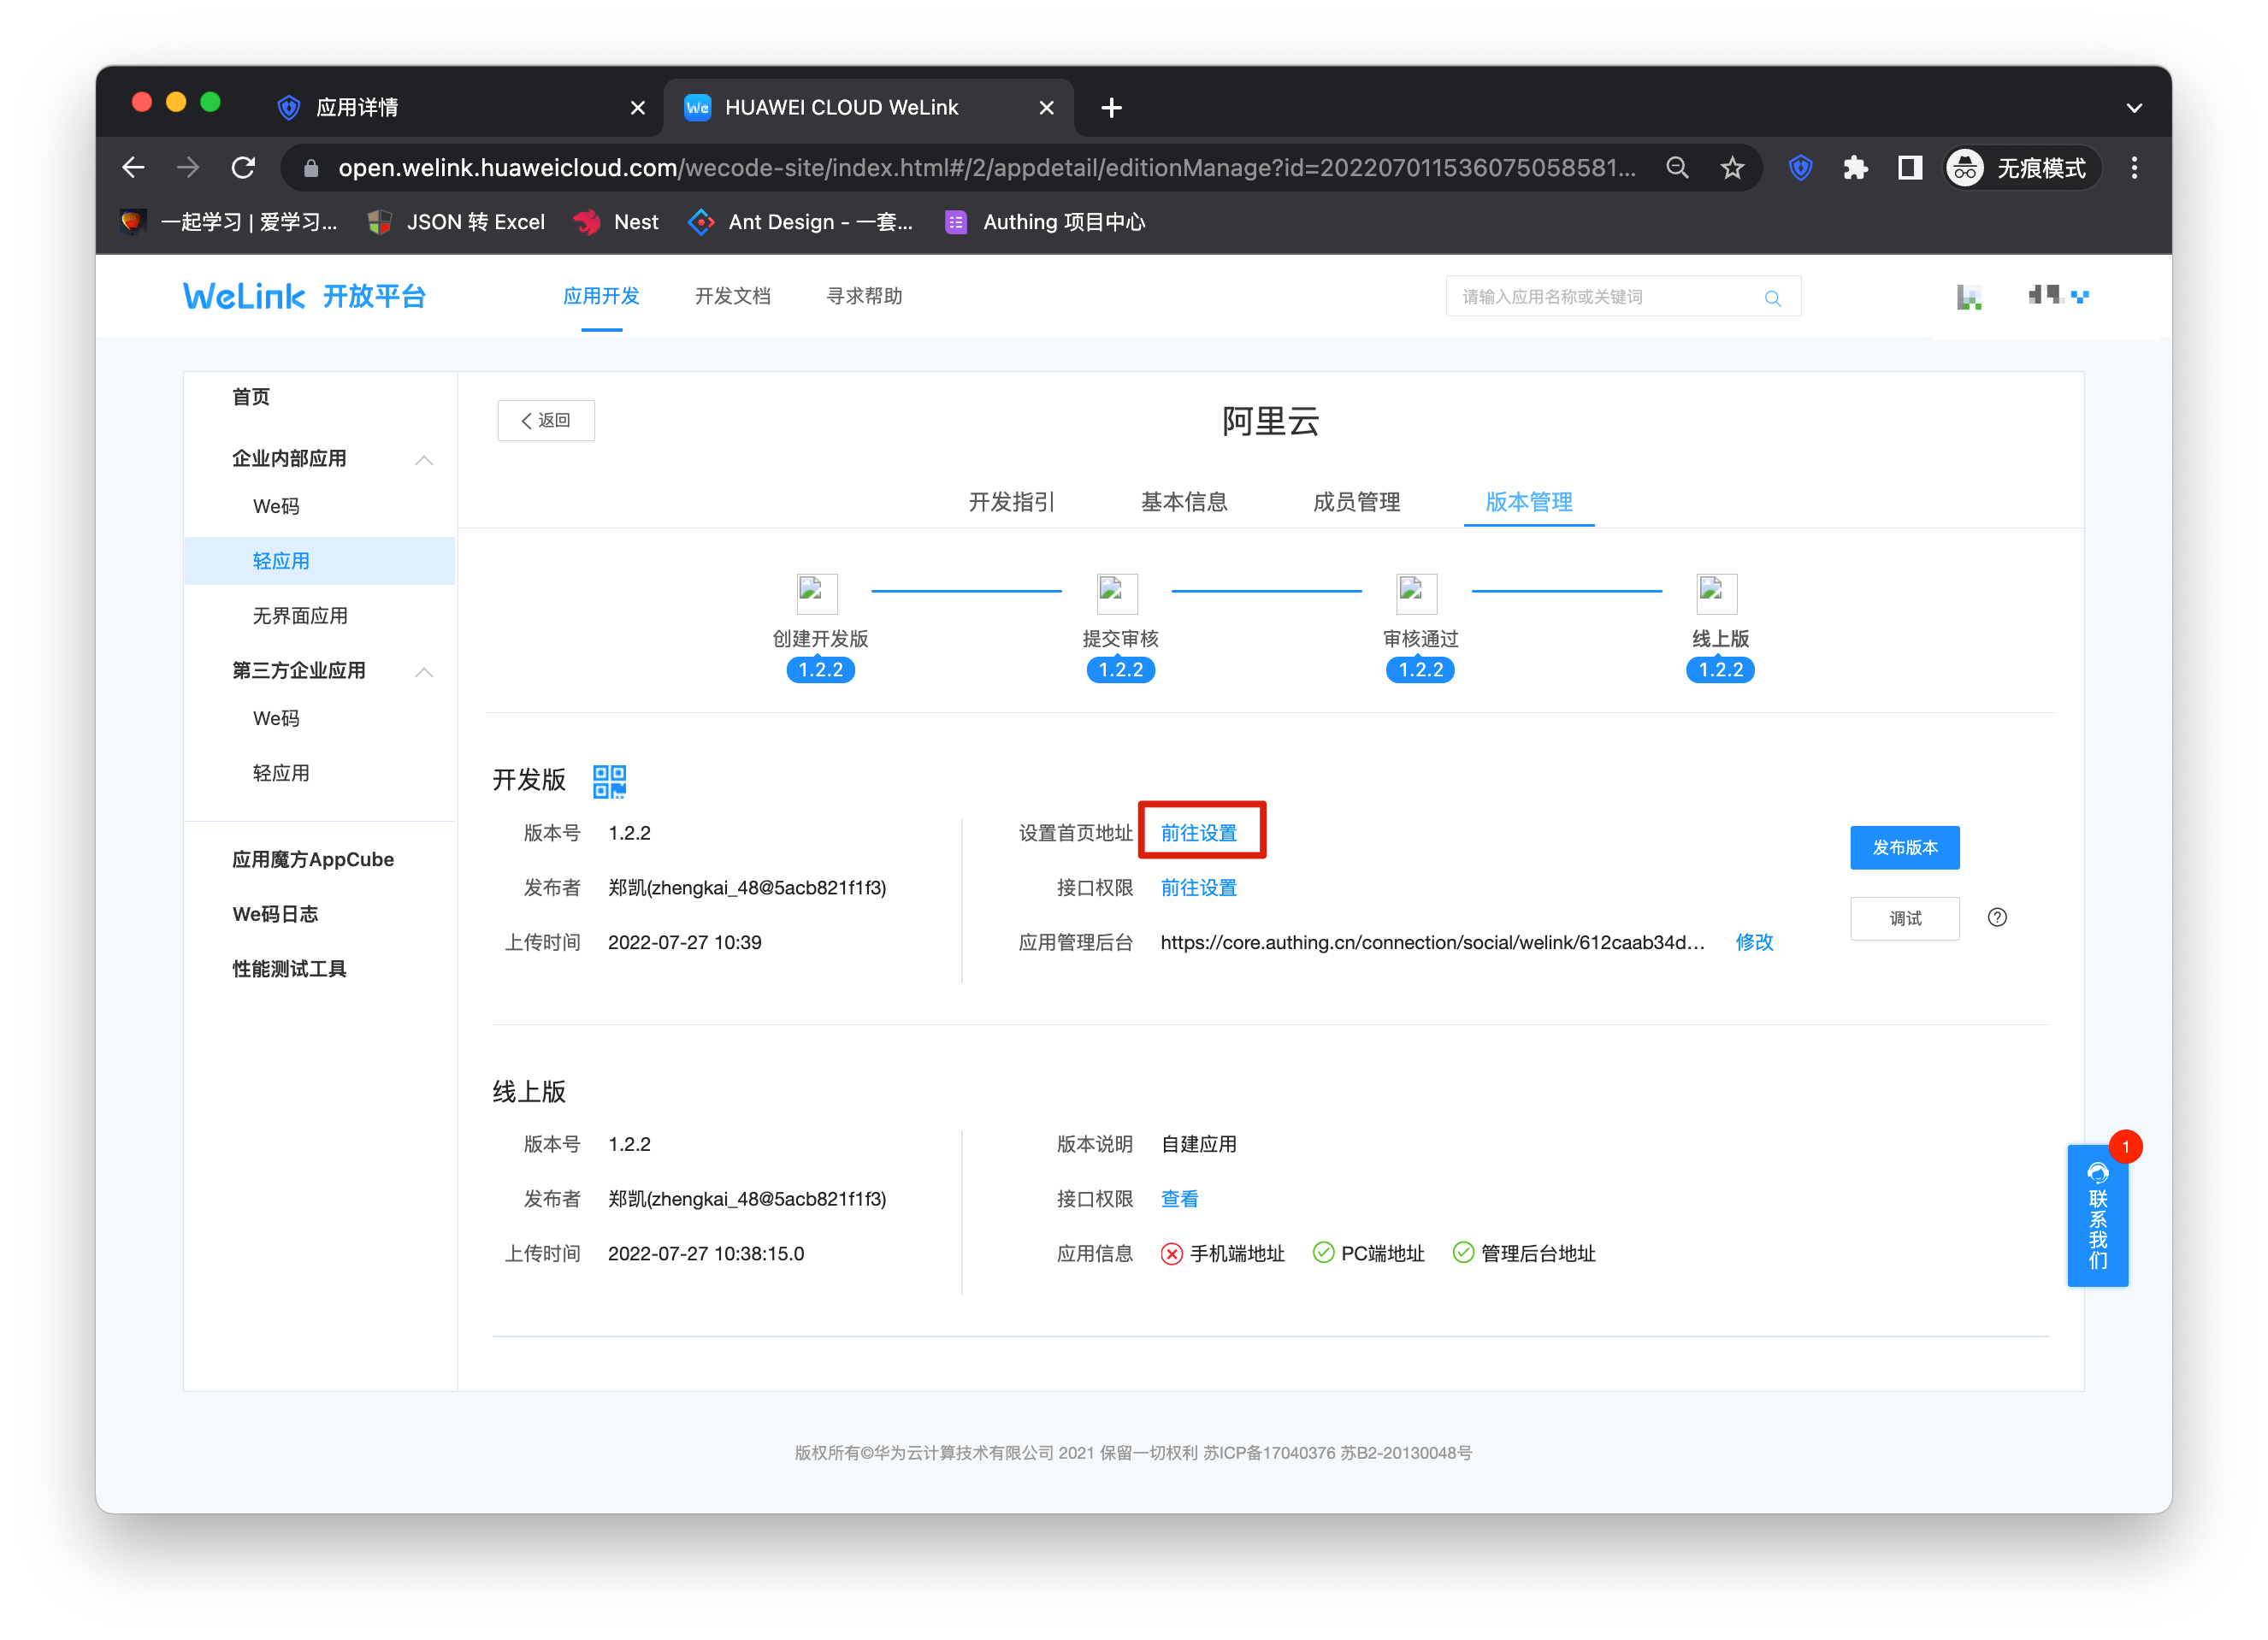 应用详情
We HUAWEI CLOUD WeLink
open.welink.huaweicloud.com/wecode-site/index.html#/2/appdetail/editionManage?id=20220701153607505858​1...
无痕模式
一起学习 | 爱学习...
JSON 转 Excel
Nest
Ant Design - 一套...
Authing 项目中心
WeLink 开放平台
应用开发
开发文档
寻求帮助
请输入应用名称或关键词
首页
企业内部应用
We码
轻应用
无界面应用
第三方企业应用
We码
轻应用
应用魔方AppCube
We码日志
性能测试工具
返回
阿里云
开发指引
基本信息
成员管理
版本管理
创建开发版
提交审核
审核通过
线上版
1.2.2
1.2.2
1.2.2
1.2.2
开发版
版本号 1.2.2
发布者 郑凯(zhengkai_48@5acb821f1f3)
上传时间 2022-07-27 10:39
设置首页地址 前往设置
接口权限 前往设置
应用管理后台 https://core.authing.cn/connection/social/welink/612caab34d... 修改
发布版本
调试
线上版
版本号 1.2.2
发布者 郑凯(zhengkai_48@5acb821f1f3)
上传时间 2022-07-27 10:38:15.0
版本说明 自建应用
接口权限 查看
应用信息 手机端地址 PC端地址 管理后台地址
1
联系我们
版权所有©华为云计算技术有限公司 2021 保留一切权利 苏ICP备17040376 苏B2-20130048号